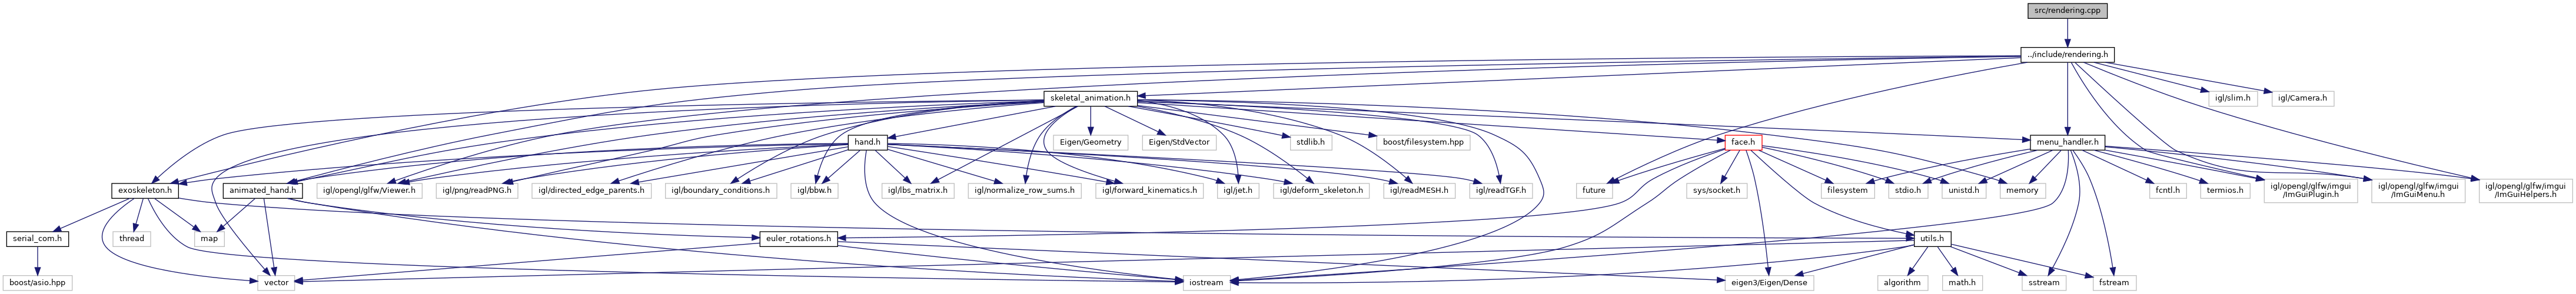 src/rendering.cpp
../include/rendering.h
skeletal_animation.h
igl/slim.h
igl/Camera.h
hand.h
Eigen/Geometry
Eigen/StdVector
stdlib.h
boost/filesystem.hpp
face.h
menu_handler.h
exoskeleton.h
animated_hand.h
igl/opengl/glfw/Viewer.h
igl/png/readPNG.h
igl/directed_edge_parents.h
igl/boundary_conditions.h
igl/bbw.h
igl/lbs_matrix.h
igl/normalize_row_sums.h
igl/forward_kinematics.h
igl/jet.h
igl/deform_skeleton.h
igl/readMESH.h
igl/readTGF.h
future
sys/socket.h
filesystem
stdio.h
unistd.h
memory
fcntl.h
termios.h
igl/opengl/glfw/imgui
/ImGuiPlugin.h
igl/opengl/glfw/imgui
/ImGuiMenu.h
igl/opengl/glfw/imgui
/ImGuiHelpers.h
serial_com.h
thread
map
euler_rotations.h
utils.h
boost/asio.hpp
vector
iostream
eigen3/Eigen/Dense
algorithm
math.h
sstream
fstream